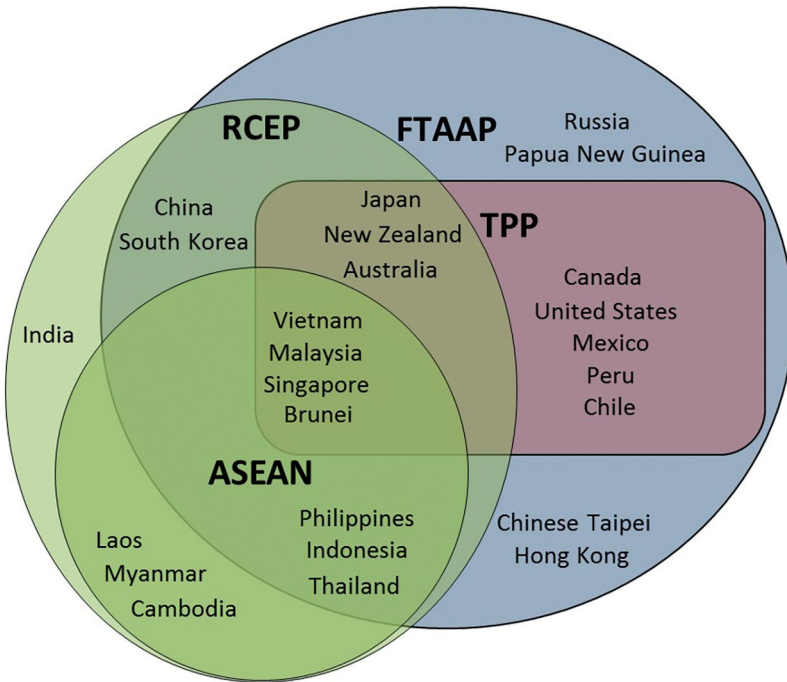 RCEP
FTAAP
Russia
Papua New Guinea
China
South Korea
Japan
New Zealand
Australia
TPP
Canada
United States
Mexico
Peru
Chile
India
Vietnam
Malaysia
Singapore
Brunei
ASEAN
Laos
Myanmar
Cambodia
Philippines
Indonesia
Thailand
Chinese Taipei
Hong Kong